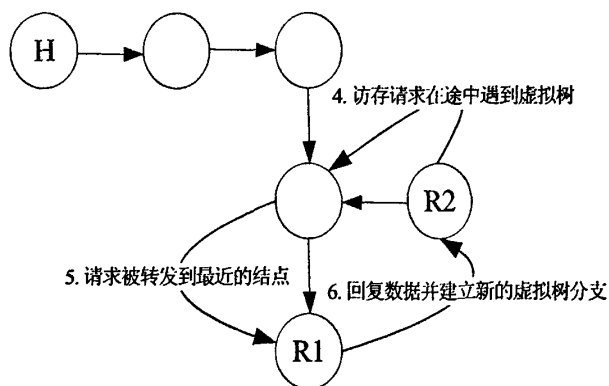 H
4. 访存请求在途中遇到虚拟树
R2
5. 请求被转发到最近的结点
6. 回复数据并建立新的虚拟树分支
R1